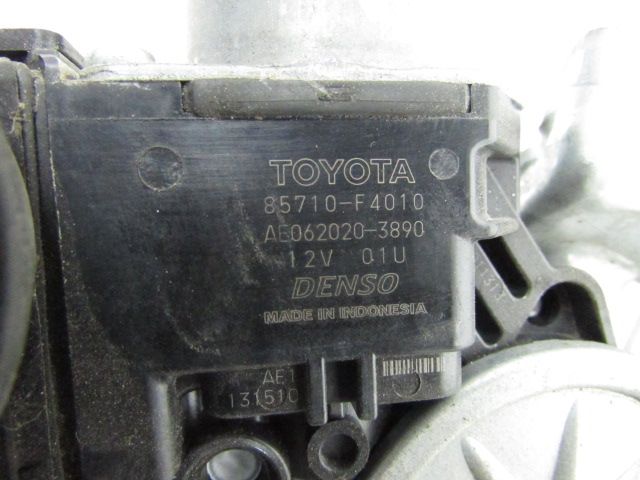 TOYOTA
85710-F4010
AE062020-3890
12V 01U
DENSO
MADE IN INDONESIA
AE1
131510